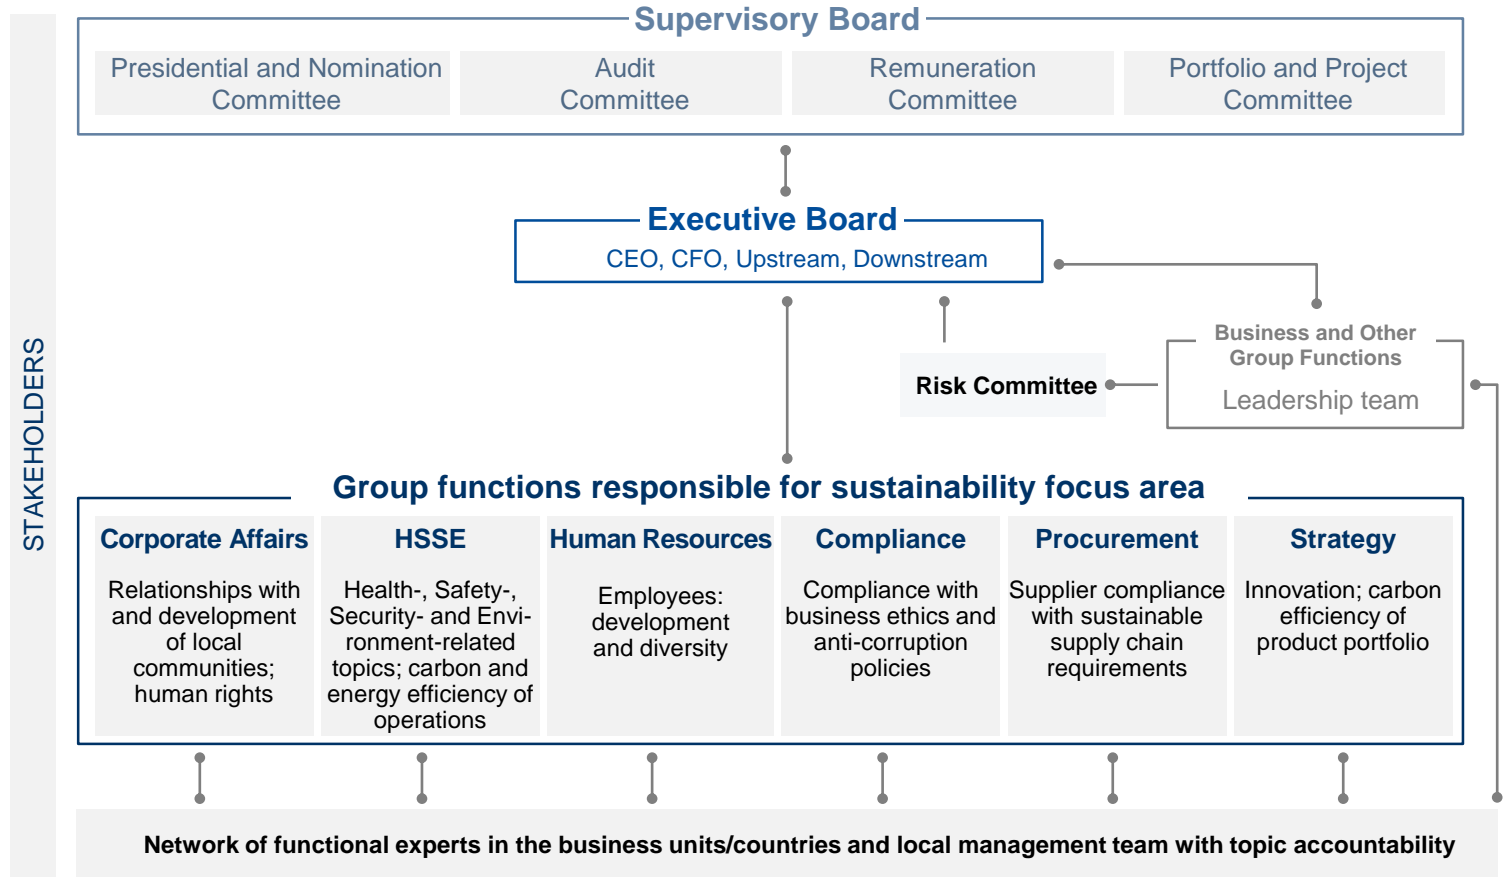 STAKEHOLDERS
Supervisory Board
Presidential and Nomination
Committee
Audit
Committee
Remuneration
Committee
Portfolio and Project
Committee
Executive Board
CEO, CFO, Upstream, Downstream
Business and Other
Group Functions
Leadership team
Risk Committee
Group functions responsible for sustainability focus area
Corporate Affairs
Relationships with
and development
of local
communities;
human rights
HSSE
Health-, Safety-,
Security- and Envi-
ronment-related
topics; carbon and
energy efficiency of
operations
Human Resources
Employees:
development
and diversity
Compliance
Compliance with
business ethics and
anti-corruption
policies
Procurement
Supplier compliance
with sustainable
supply chain
requirements
Strategy
Innovation; carbon
efficiency of
product portfolio
Network of functional experts in the business units/countries and local management team with topic accountability